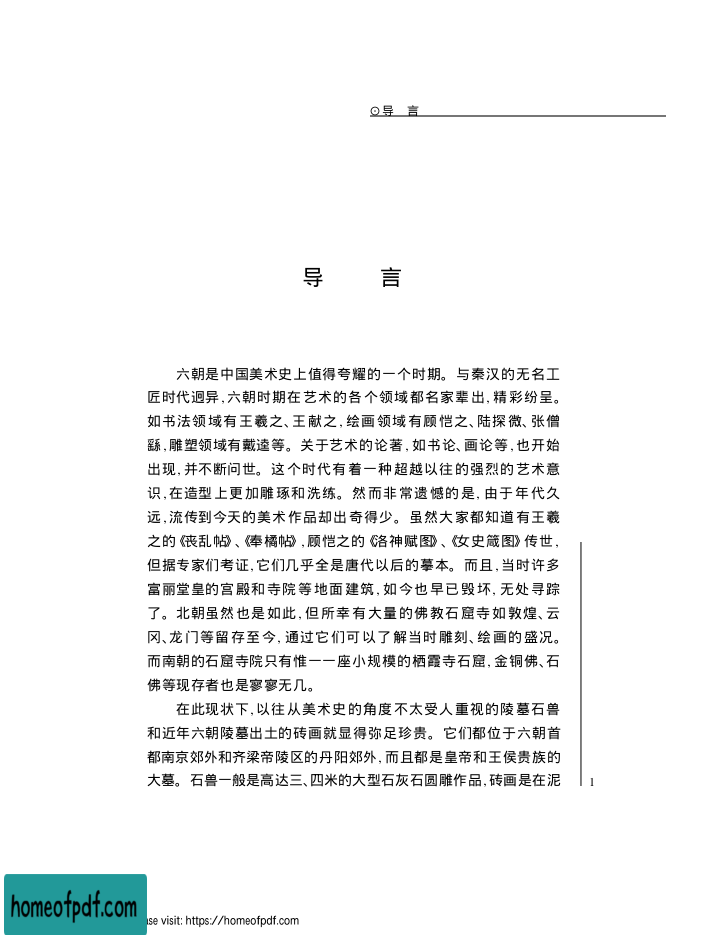 ⊙导　言
导　言
六朝是中国美术史上值得夸耀的一个时期。与秦汉的无名工
匠时代迥异,六朝时期在艺术的各个领域都名家辈出,精彩纷呈。
如书法领域有王羲之、王献之,绘画领域有顾恺之、陆探微、张僧
繇,雕塑领域有戴逵等。关于艺术的论著,如书论、画论等,也开始
出现,并不断问世。这个时代有着一种超越以往的强烈的艺术意
识,在造型上更加雕琢和洗练。然而非常遗憾的是,由于年代久
远,流传到今天的美术作品却出奇得少。虽然大家都知道有王羲
之的《丧乱帖》、《奉橘帖》,顾恺之的《洛神赋图》、《女史箴图》传世,
但据专家们考证,它们几乎全是唐代以后的摹本。而且,当时许多
富丽堂皇的宫殿和寺院等地面建筑,如今也早已毁坏,无处寻踪
了。北朝虽然也是如此,但所幸有大量的佛教石窟寺如敦煌、云
冈、龙门等留存至今,通过它们可以了解当时雕刻、绘画的盛况。
而南朝的石窟寺院只有惟一一座小规模的栖霞寺石窟,金铜佛、石
佛等现存者也是寥寥无几。
在此现状下,以往从美术史的角度不太受人重视的陵墓石兽
和近年六朝陵墓出土的砖画就显得弥足珍贵。它们都位于六朝首
都南京郊外和齐梁帝陵区的丹阳郊外,而且都是皇帝和王侯贵族的
大墓。石兽一般是高达三、四米的大型石灰石圆雕作品,砖画是在泥
1
homeofpdf.com
visit: https://homeofpdf.com